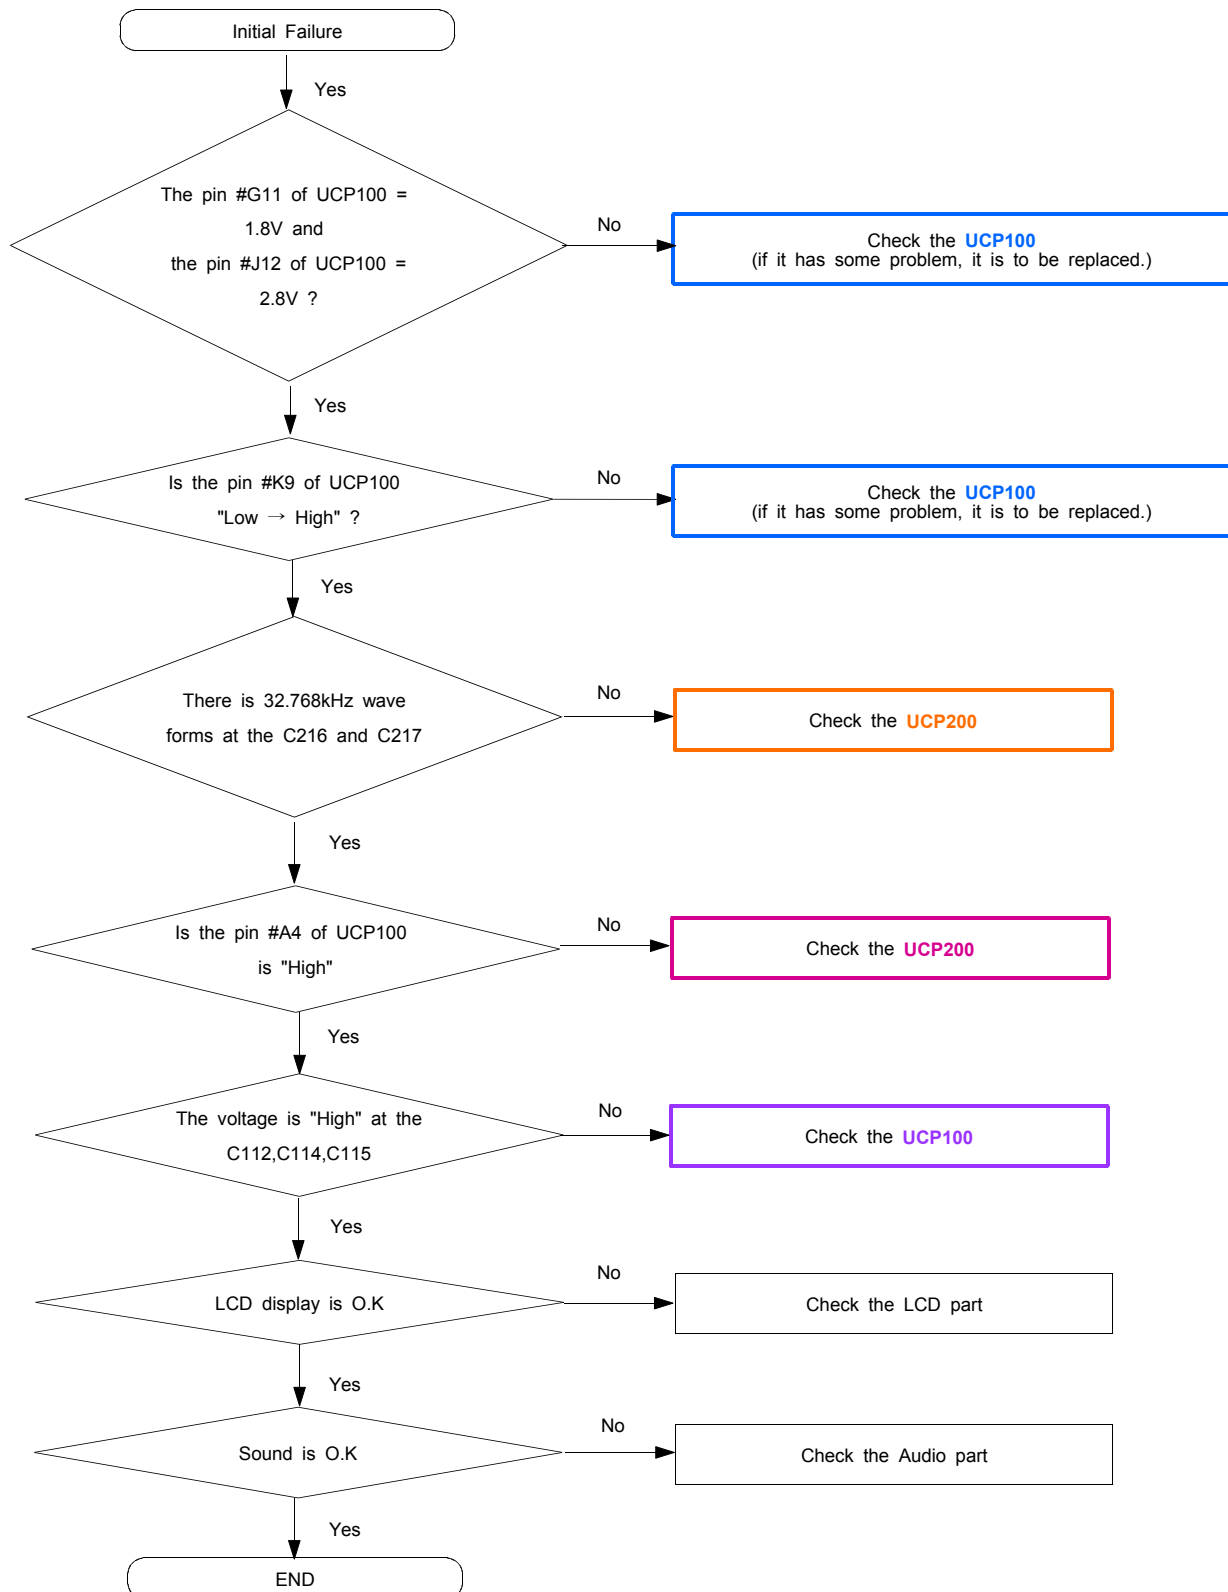 Initial Failure
Yes
The pin #G11 of UCP100 =
1.8V and
the pin #J12 of UCP100 =
2.8V ?
No
Check the UCP100
(if it has some problem, it is to be replaced.)
Yes
Is the pin #K9 of UCP100
"Low → High" ?
No
Check the UCP100
(if it has some problem, it is to be replaced.)
Yes
There is 32.768kHz wave
forms at the C216 and C217
No
Check the UCP200
Yes
Is the pin #A4 of UCP100
is "High"
No
Check the UCP200
Yes
The voltage is "High" at the
C112,C114,C115
No
Check the UCP100
Yes
LCD display is O.K
No
Check the LCD part
Yes
Sound is O.K
No
Check the Audio part
Yes
END